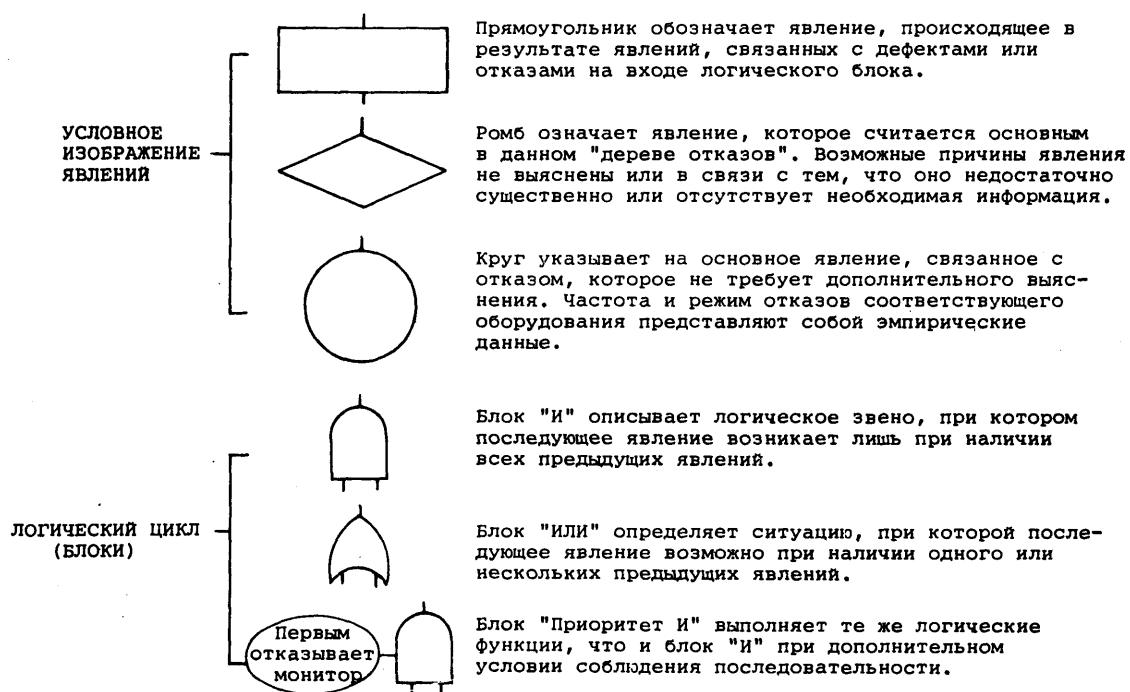 Прямоугольник обозначает явление, происходящее в
результате явлений, связанных с дефектами или
отказами на входе логического блока.
УСЛОВНОЕ
ИЗОБРАЖЕНИЕ
ЯВЛЕНИЙ
Ромб означает явление, которое считается основным
в данном "дереве отказов". Возможные причины явления
не выяснены или в связи с тем, что оно недостаточно
существенно или отсутствует необходимая информация.
Круг указывает на основное явление, связанное с
отказом, которое не требует дополнительного выяс-
нения. Частота и режим отказов соответствующего
оборудования представляют собой эмпирические
данные.
Блок "И" описывает логическое звено, при котором
последующее явление возникает лишь при наличии
всех предыдущих явлений.
ЛОГИЧЕСКИЙ ЦИКЛ
(БЛОКИ)
Блок "ИЛИ" определяет ситуацию, при которой после-
дующее явление возможно при наличии одного или
нескольких предыдущих явлений.
Первым
отказывает
монитор
Блок "Приоритет И" выполняет те же логические
функции, что и блок "И" при дополнительном
условии соблюдения последовательности.